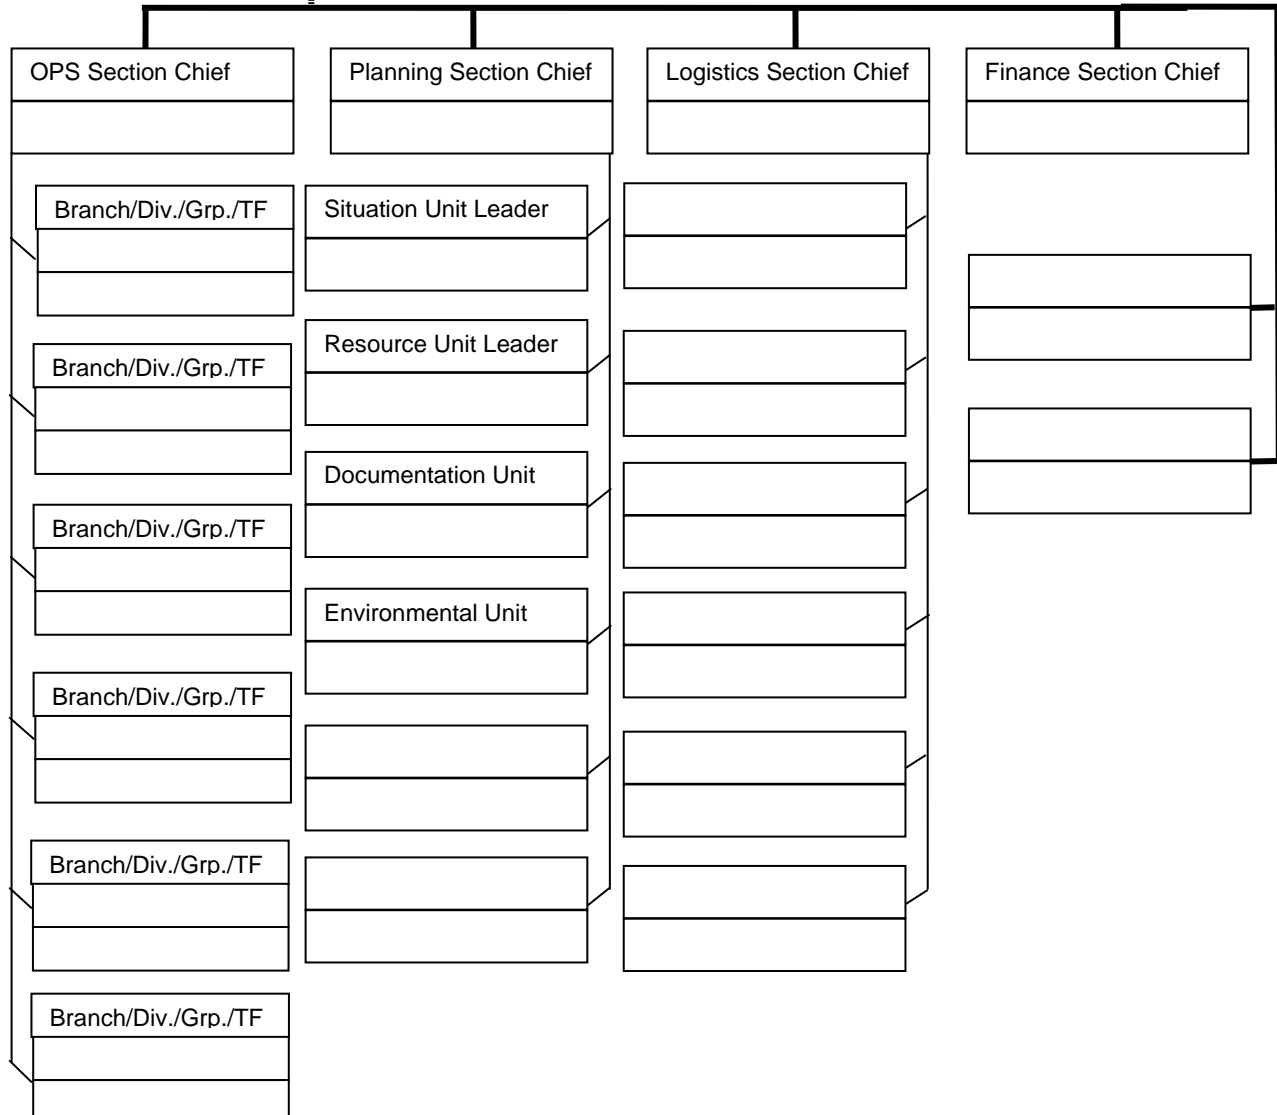 OPS Section Chief
Planning Section Chief
Logistics Section Chief
Finance Section Chief
Branch/Div./Grp./TF
Branch/Div./Grp./TF
Branch/Div./Grp./TF
Branch/Div./Grp./TF
Branch/Div./Grp./TF
Branch/Div./Grp./TF
Situation Unit Leader
Resource Unit Leader
Documentation Unit
Environmental Unit